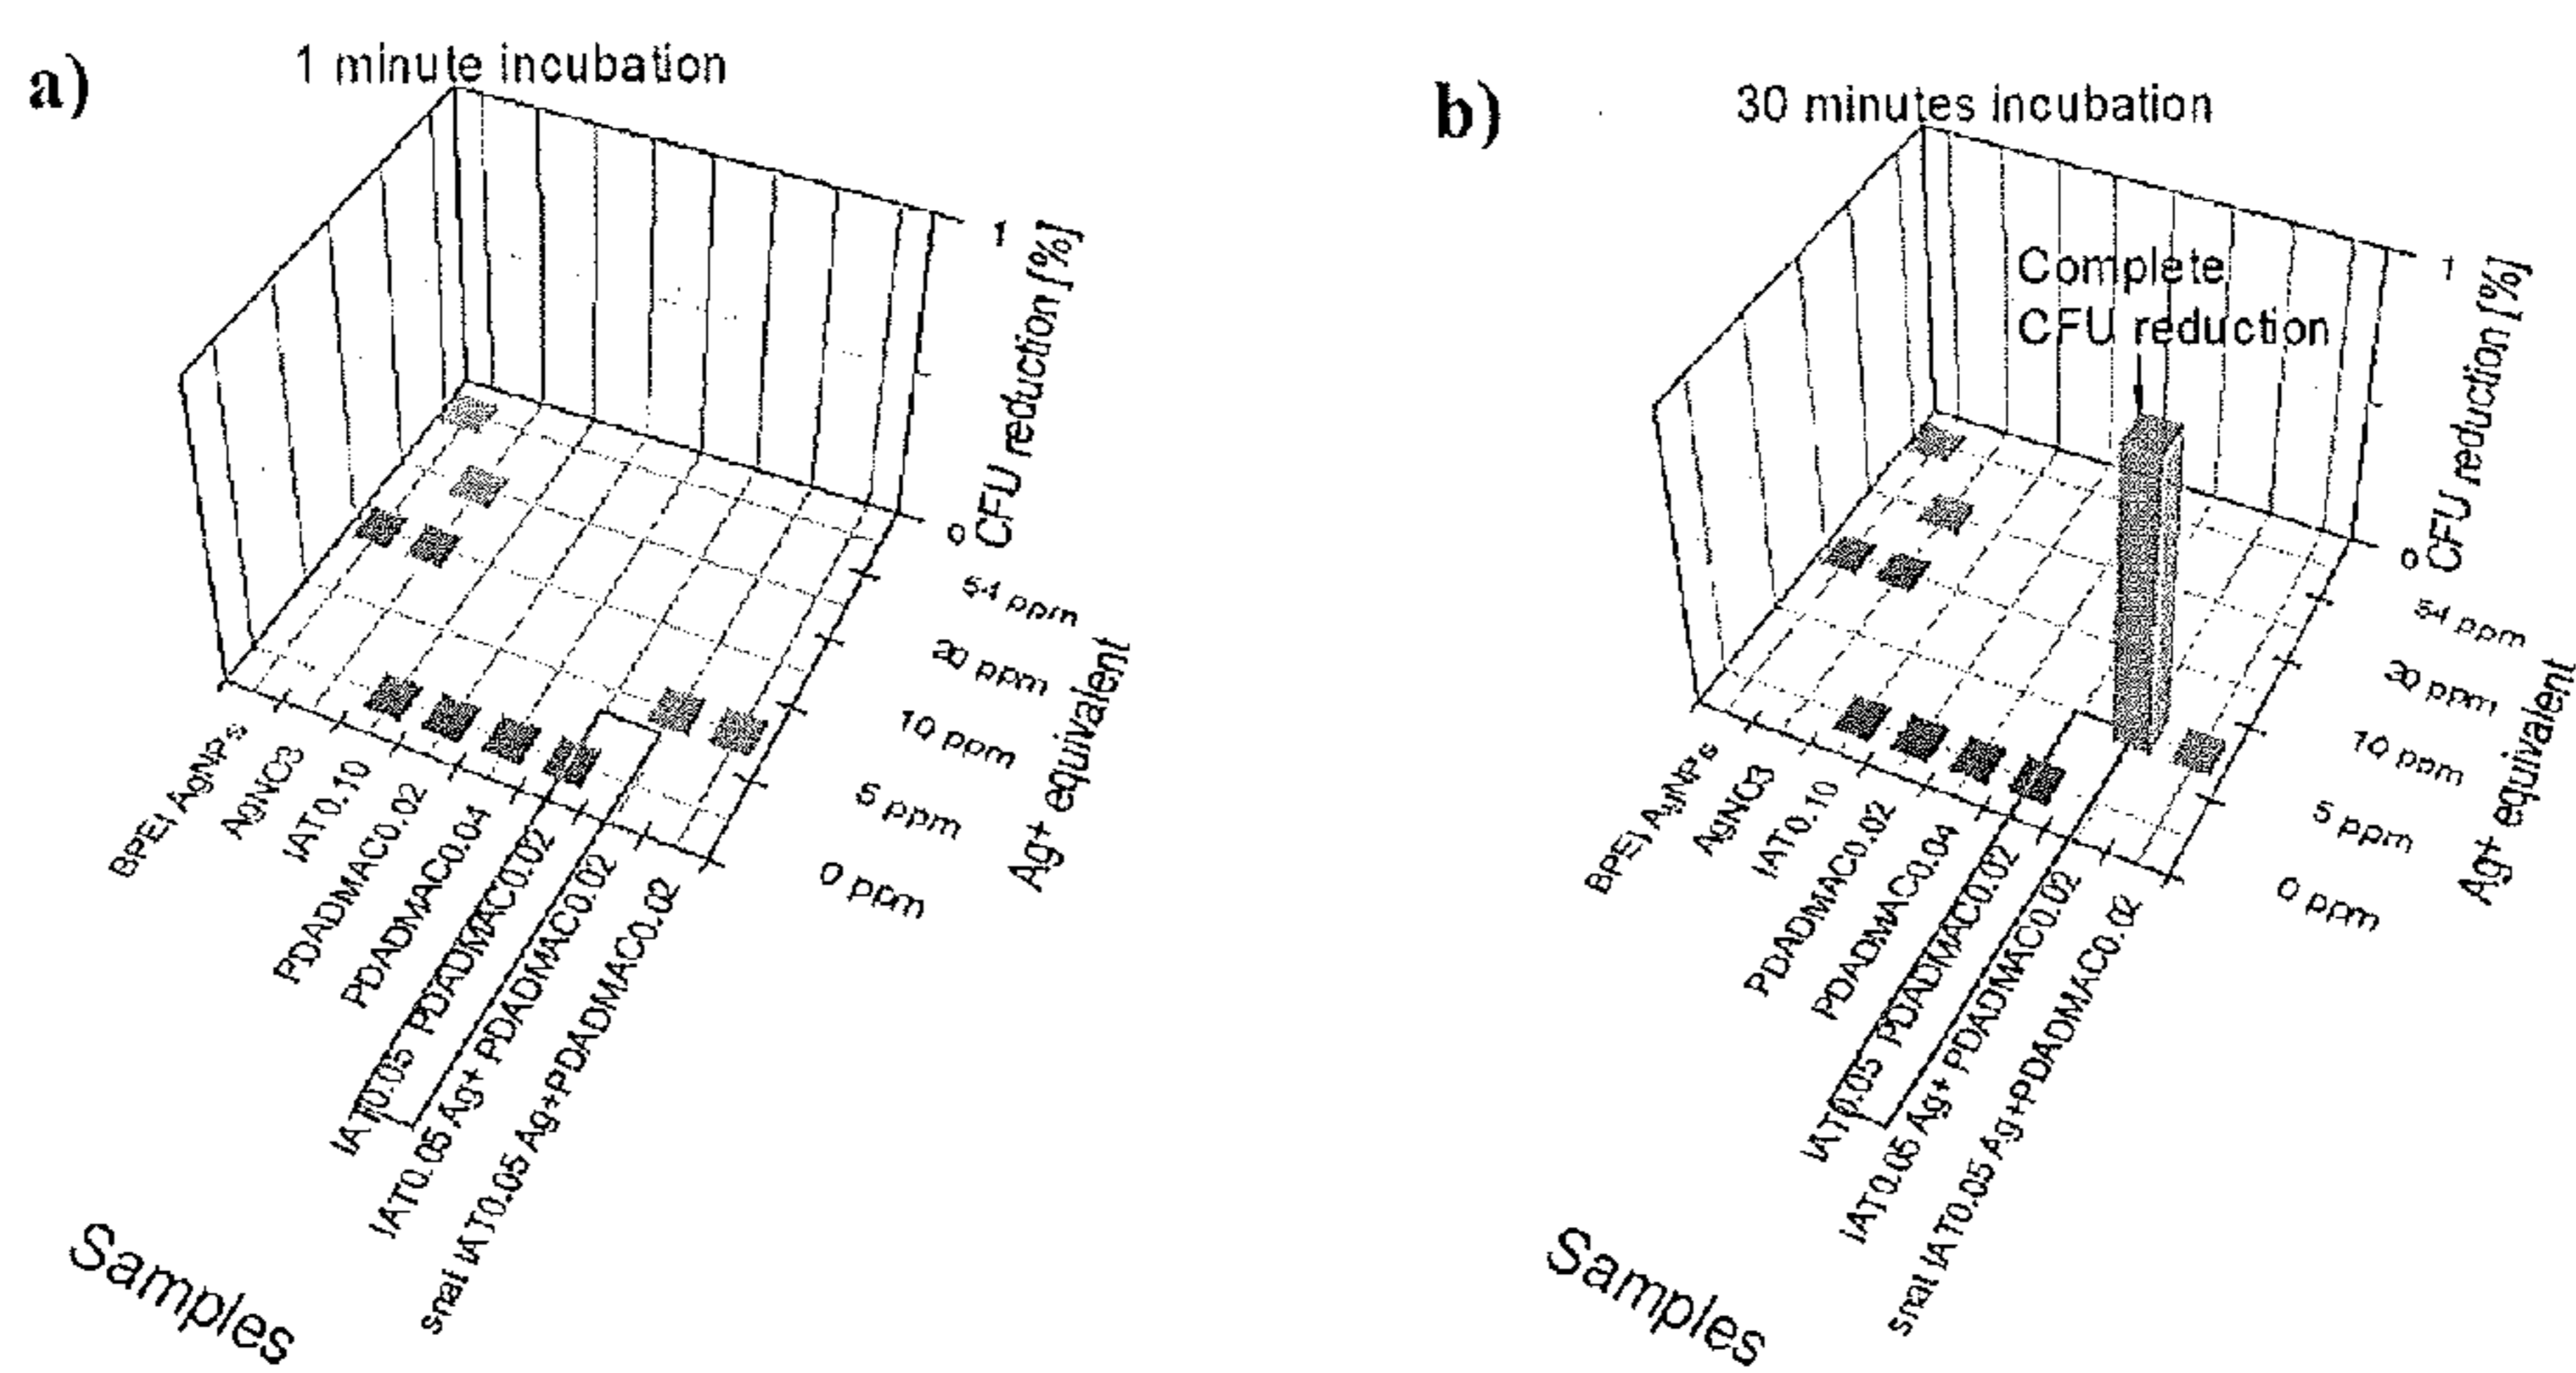 a)
1 minute incubation
1
CFU reduction [%]
0
54 ppm
20 ppm
10 ppm
5 ppm
0 ppm
Ag+ equivalent
BPEI AgNPs
AgNO3
IAT0.10
PDADMAC0.02
PDADMAC0.04
IAT0.05 PDADMAC0.02
IAT0.05 Ag+ PDADMAC0.02
snat IAT0.05 Ag+PDADMAC0.02
Samples
b)
30 minutes incubation
Complete
CFU reduction
1
CFU reduction [%]
0
54 ppm
20 ppm
10 ppm
5 ppm
0 ppm
Ag+ equivalent
BPEI AgNPs
AgNO3
IAT0.10
PDADMAC0.02
PDADMAC0.04
IAT0.05 PDADMAC0.02
IAT0.05 Ag+ PDADMAC0.02
snat IAT0.05 Ag+PDADMAC0.02
Samples